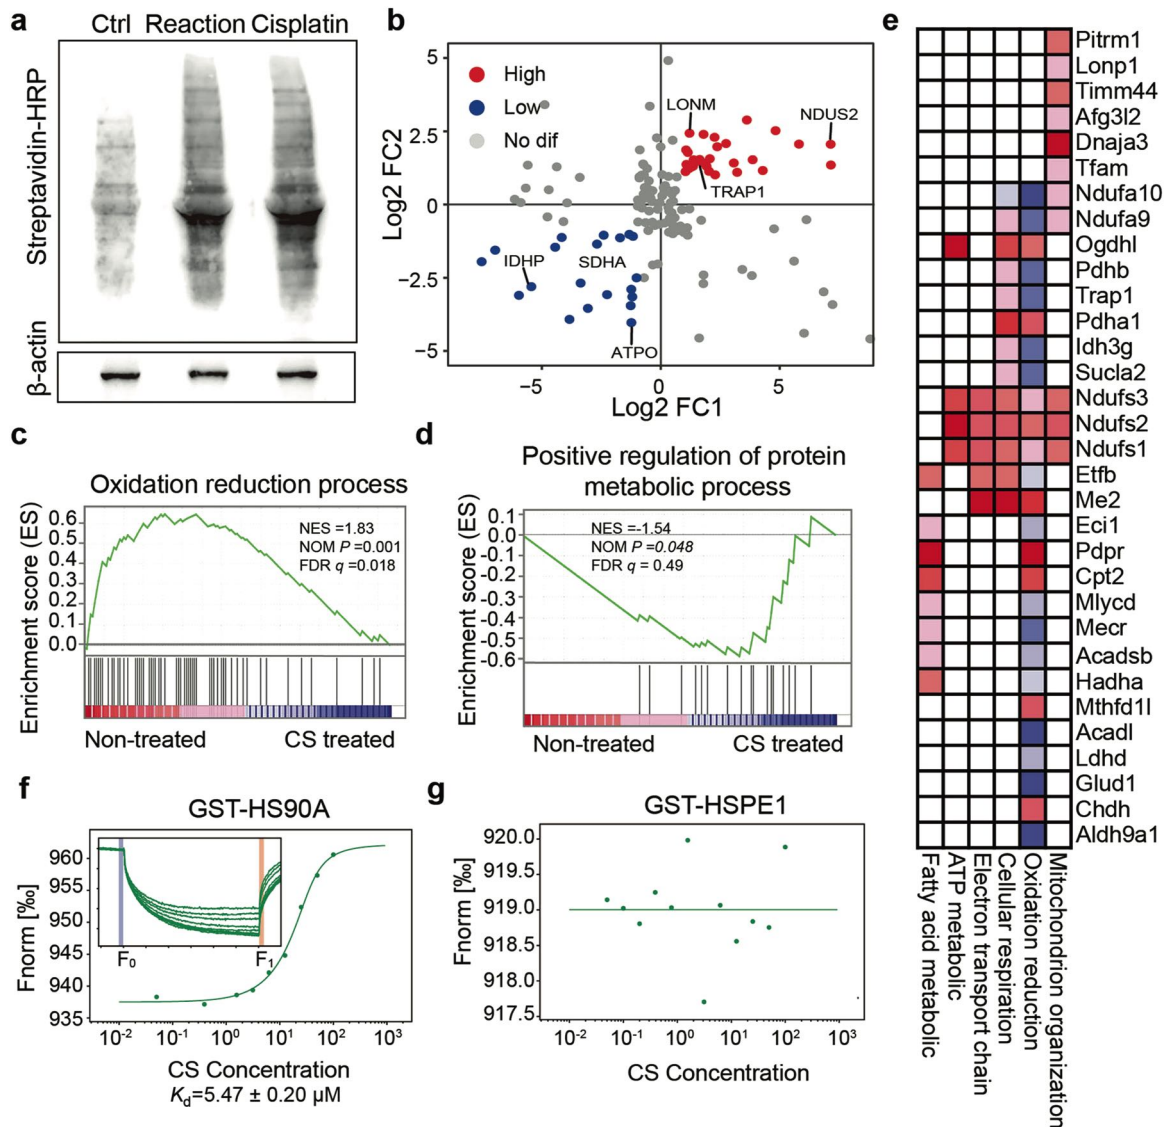 a
Ctrl Reaction Cisplatin
Streptavidin-HRP
β-actin
b
High
Low
No dif
LONM
NDUS2
TRAP1
IDHP
SDHA
ATPO
5
2.5
0
−2.5
−5
−5
0
5
Log2 FC2
Log2 FC1
c
Oxidation reduction process
NES =1.83
NOM P =0.001
FDR q =0.018
0.6
0.5
0.4
0.3
0.2
0.1
0.0
Enrichment score (ES)
Non-treated
CS treated
d
Positive regulation of protein
metabolic process
NES =-1.54
NOM P =0.048
FDR q = 0.49
0.1
0.0
-0.1
-0.2
-0.3
-0.4
-0.5
-0.6
Enrichment score (ES)
Non-treated
CS treated
e
Pitrm1
Lonp1
Timm44
Afg3l2
Dnaja3
Tfam
Ndufa10
Ndufa9
Ogdhl
Pdhb
Trap1
Pdha1
Idh3g
Sucla2
Ndufs3
Ndufs2
Ndufs1
Etfb
Me2
Eci1
Pdpr
Cpt2
Mlycd
Mecr
Acadsb
Hadha
Mthfd1l
Acadl
Ldhd
Glud1
Chdh
Aldh9a1
Fatty acid metabolic
ATP metabolic
Electron transport chain
Cellular respiration
Oxidation reduction
Mitochondrion organization
f
GST-HS90A
960
955
950
945
940
935
Fnorm [‰]
F0
F1
10-2
10-1
100
101
102
103
CS Concentration
Kd=5.47 ± 0.20 µM
g
GST-HSPE1
920.0
919.5
919.0
918.5
918.0
917.5
Fnorm [‰]
10-2
10-1
100
101
102
103
CS Concentration